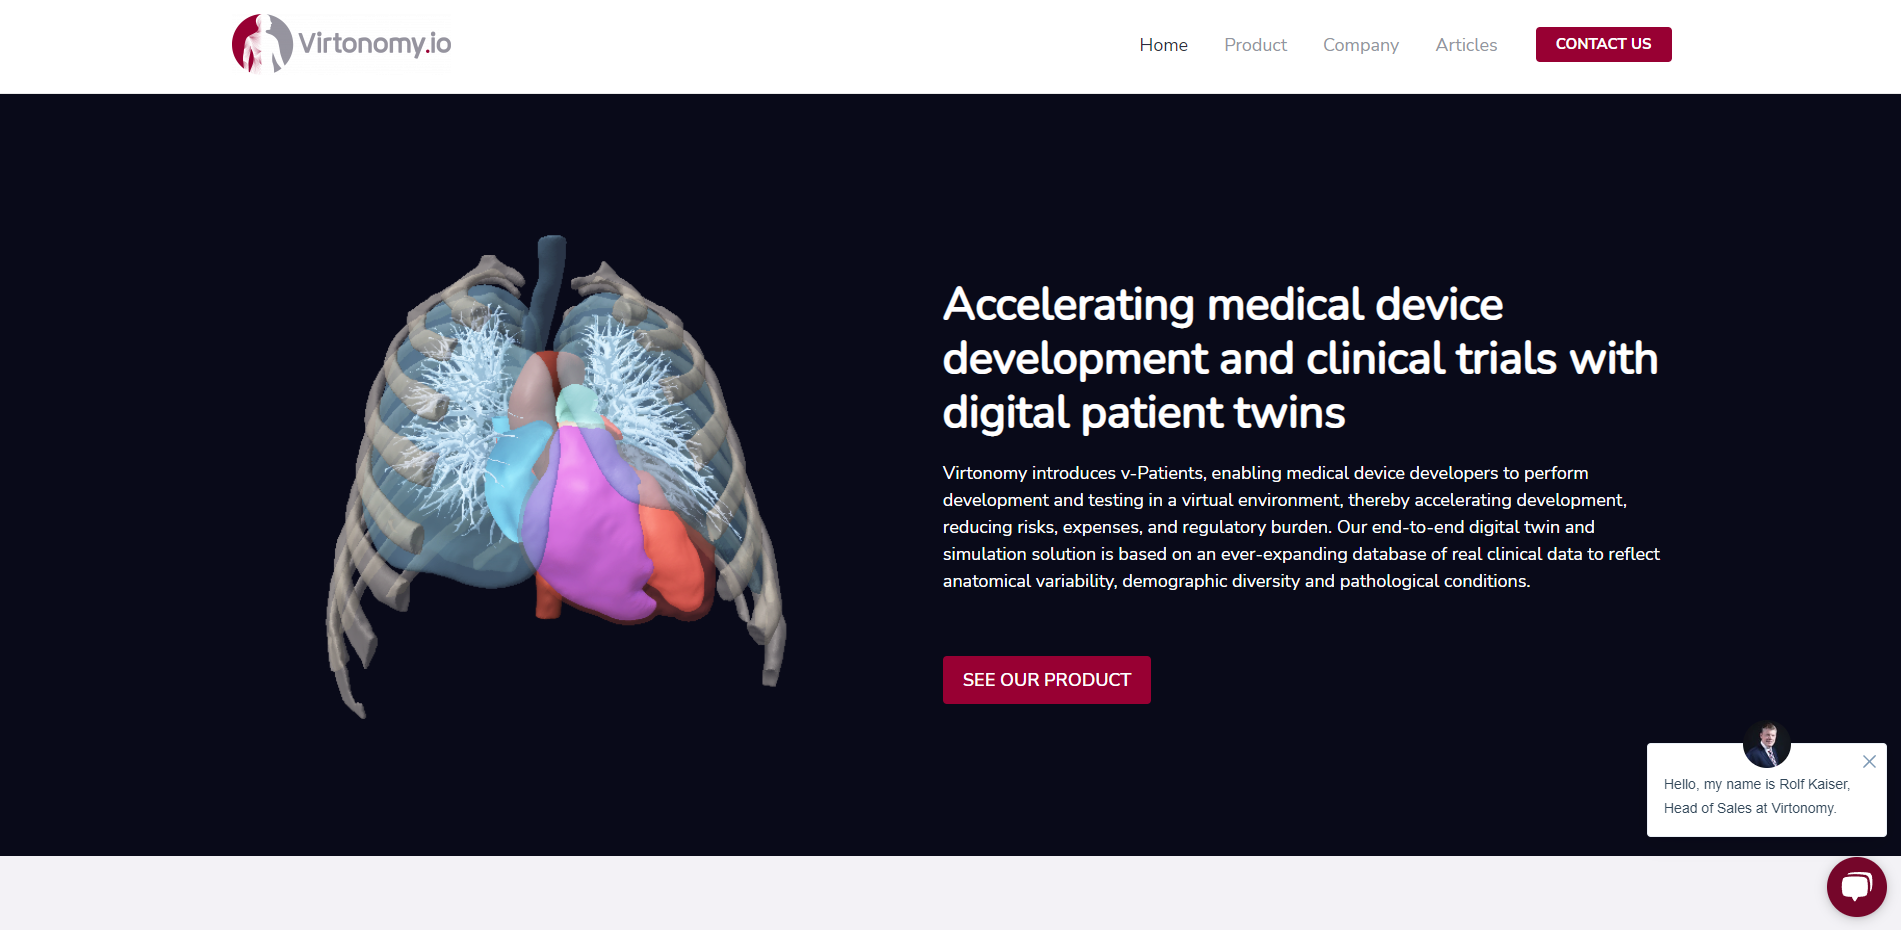 Virtonomy.io
Home
Product
Company
Articles
CONTACT US
Accelerating medical device
development and clinical trials with
digital patient twins
Virtonomy introduces v-Patients, enabling medical device developers to perform
development and testing in a virtual environment, thereby accelerating development,
reducing risks, expenses, and regulatory burden. Our end-to-end digital twin and
simulation solution is based on an ever-expanding database of real clinical data to reflect
anatomical variability, demographic diversity and pathological conditions.
SEE OUR PRODUCT
Hello, my name is Rolf Kaiser,
Head of Sales at Virtonomy.